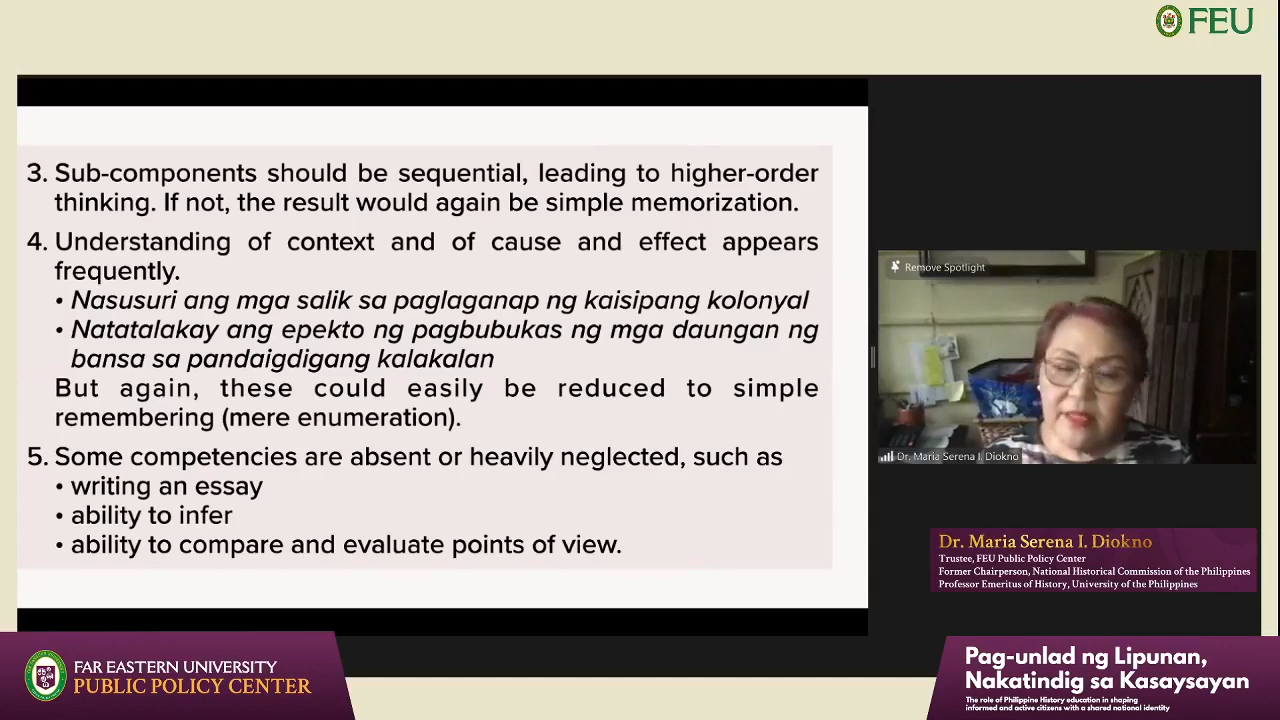 FEU
3. Sub-components should be sequential, leading to higher-order
thinking. If not, the result would again be simple memorization.
4. Understanding of context and of cause and effect appears
frequently.
• Nasusuri ang mga salik sa paglaganap ng kaisipang kolonyal
• Natatalakay ang epekto ng pagbubukas ng mga daungan ng
bansa sa pandaigdigang kalakalan
But again, these could easily be reduced to simple
remembering (mere enumeration).
5. Some competencies are absent or heavily neglected, such as
• writing an essay
• ability to infer
• ability to compare and evaluate points of view.
Remove Spotlight
Dr. Maria Serena I. Diokno
Dr. Maria Serena I. Diokno
Trustee, FEU Public Policy Center
Former Chairperson, National Historical Commission of the Philippines
Professor Emeritus of History, University of the Philippines
FAR EASTERN UNIVERSITY
PUBLIC POLICY CENTER
Pag-unlad ng Lipunan,
Nakatindig sa Kasaysayan
The role of Philippine History education in shaping
informed and active citizens with a shared national identity